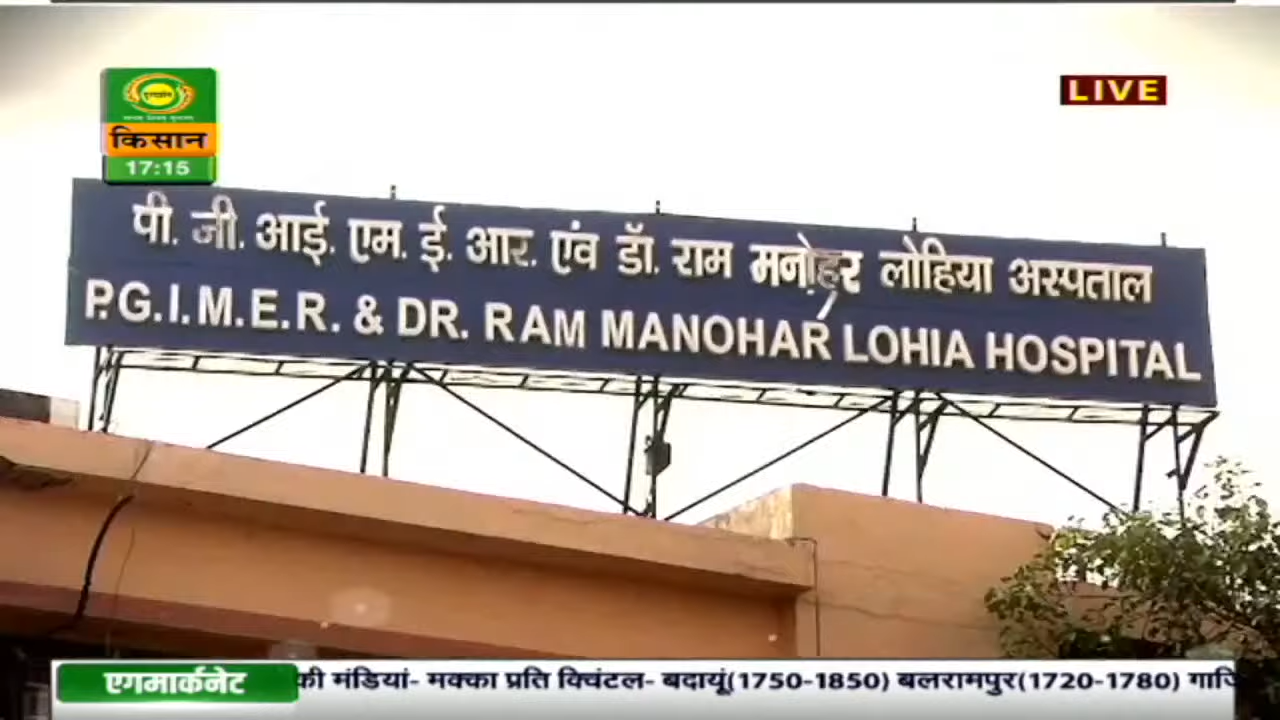 LIVE
किसान
17:15
पी. जी. आई. एम. ई. आर. एंव डॉ. राम मनोहर लोहिया अस्पताल
P.G.I.M.E.R. & DR. RAM MANOHAR LOHIA HOSPITAL
एगमार्कनेट
की मंडियां- मक्का प्रति क्विंटल- बदायूं(1750-1850) बलरामपुर(1720-1780)